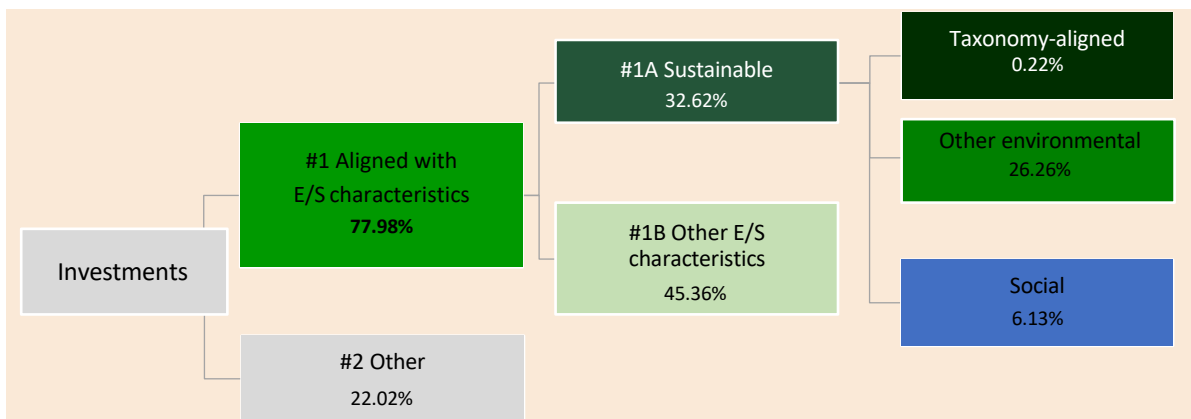 Investments
#1 Aligned with
E/S characteristics
77.98%
#2 Other
22.02%
#1A Sustainable
32.62%
#1B Other E/S
characteristics
45.36%
Taxonomy-aligned
0.22%
Other environmental
26.26%
Social
6.13%